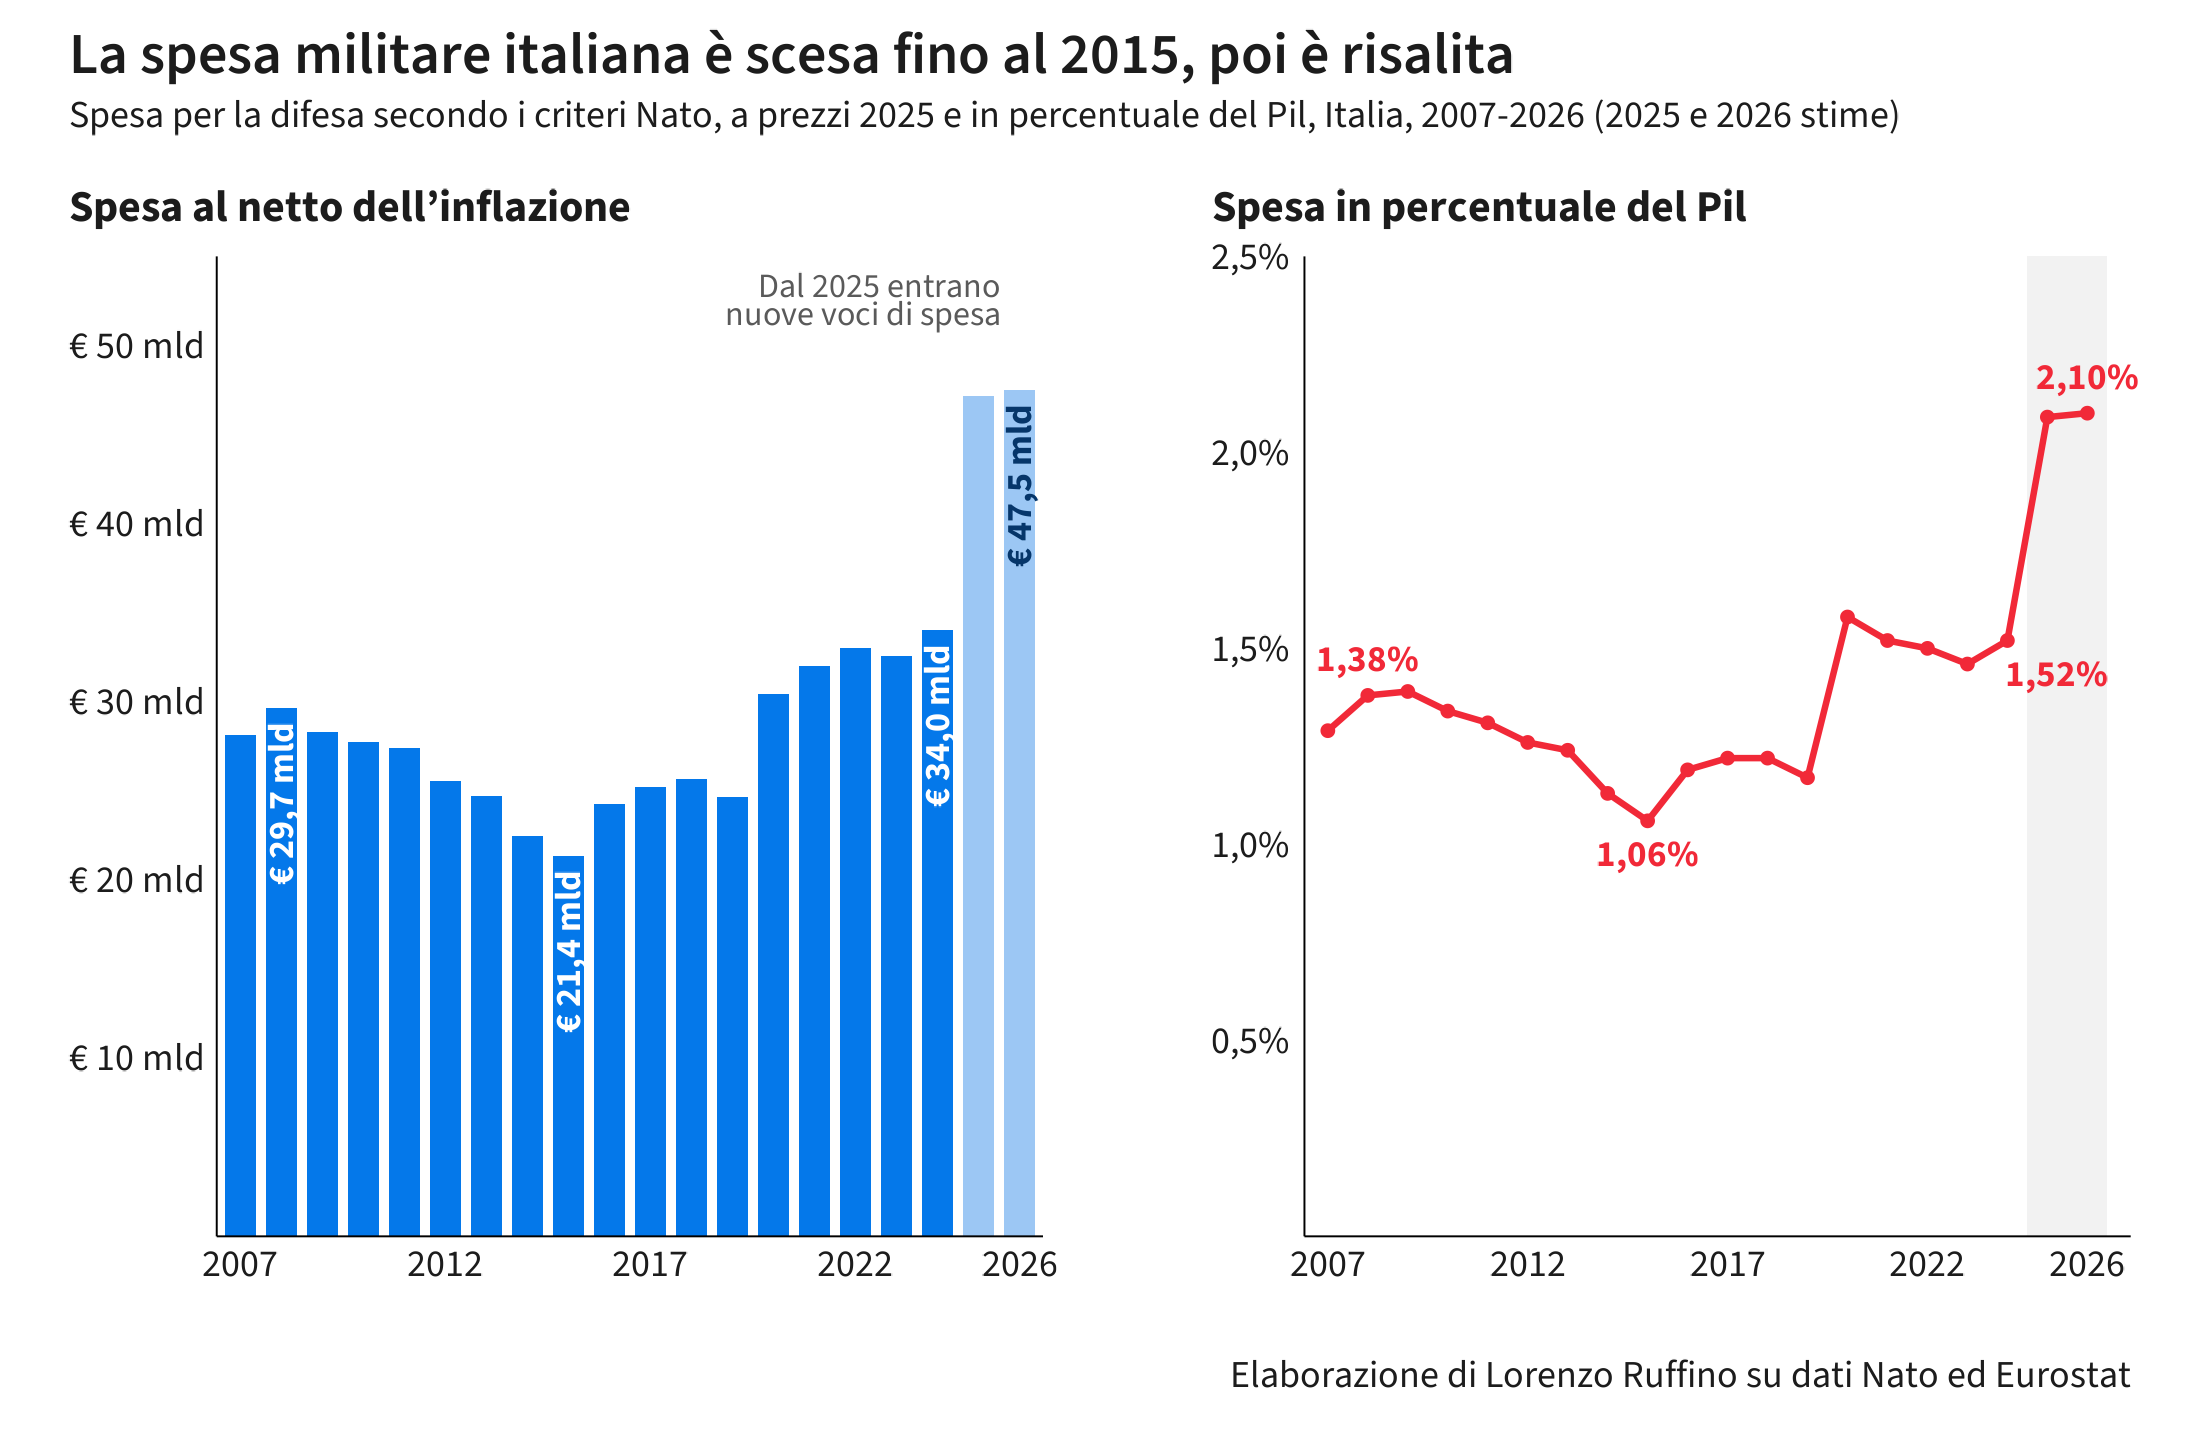 La spesa militare italiana è scesa fino al 2015, poi è risalita
Spesa per la difesa secondo i criteri Nato, a prezzi 2025 e in percentuale del Pil, Italia, 2007-2026 (2025 e 2026 stime)
Spesa al netto dell’inflazione
Dal 2025 entrano
nuove voci di spesa
€ 50 mld
€ 40 mld
€ 30 mld
€ 20 mld
€ 10 mld
€ 29,7 mld
€ 21,4 mld
€ 34,0 mld
€ 47,5 mld
2007
2012
2017
2022
2026
Spesa in percentuale del Pil
2,5%
2,0%
1,5%
1,0%
0,5%
1,38%
1,06%
1,52%
2,10%
2007
2012
2017
2022
2026
Elaborazione di Lorenzo Ruffino su dati Nato ed Eurostat